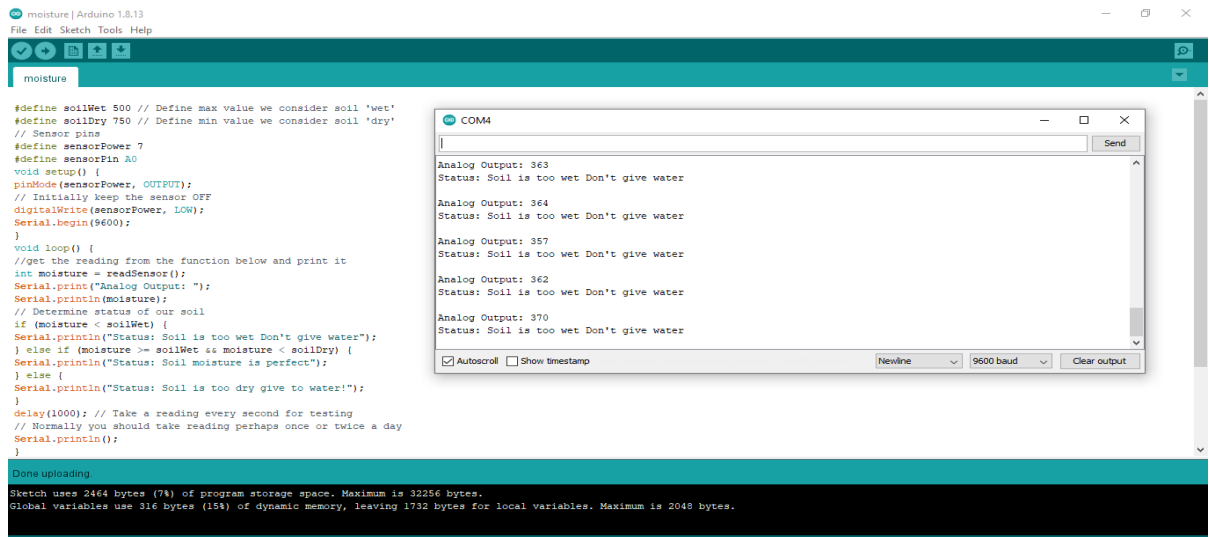 moisture | Arduino 1.8.13
File Edit Sketch Tools Help
moisture
#define soilWet 500 // Define max value we consider soil 'wet'
#define soilDry 750 // Define min value we consider soil 'dry'
// Sensor pins
#define sensorPower 7
#define sensorPin A0
void setup() {
pinMode(sensorPower, OUTPUT);
// Initially keep the sensor OFF
digitalWrite(sensorPower, LOW);
Serial.begin(9600);
}
void loop() {
//get the reading from the function below and print it
int moisture = readSensor();
Serial.print("Analog Output: ");
Serial.println(moisture);
// Determine status of our soil
if (moisture < soilWet) {
Serial.println("Status: Soil is too wet Don't give water");
} else if (moisture >= soilWet && moisture < soilDry) {
Serial.println("Status: Soil moisture is perfect");
} else {
Serial.println("Status: Soil is too dry give to water!");
}
delay(1000); // Take a reading every second for testing
// Normally you should take reading perhaps once or twice a day
Serial.println();
}
COM4
Send
Analog Output: 363
Status: Soil is too wet Don't give water
Analog Output: 364
Status: Soil is too wet Don't give water
Analog Output: 357
Status: Soil is too wet Don't give water
Analog Output: 362
Status: Soil is too wet Don't give water
Analog Output: 370
Status: Soil is too wet Don't give water
Autoscroll Show timestamp Newline 9600 baud Clear output
Done uploading.
Sketch uses 2464 bytes (7%) of program storage space. Maximum is 32256 bytes.
Global variables use 316 bytes (15%) of dynamic memory, leaving 1732 bytes for local variables. Maximum is 2048 bytes.